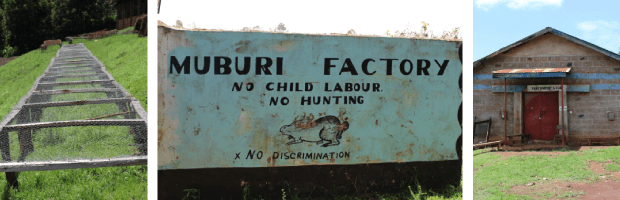 MUBURI FACTORY
NO CHILD LABOUR.
NO HUNTING
x NO DISCRIMINATION